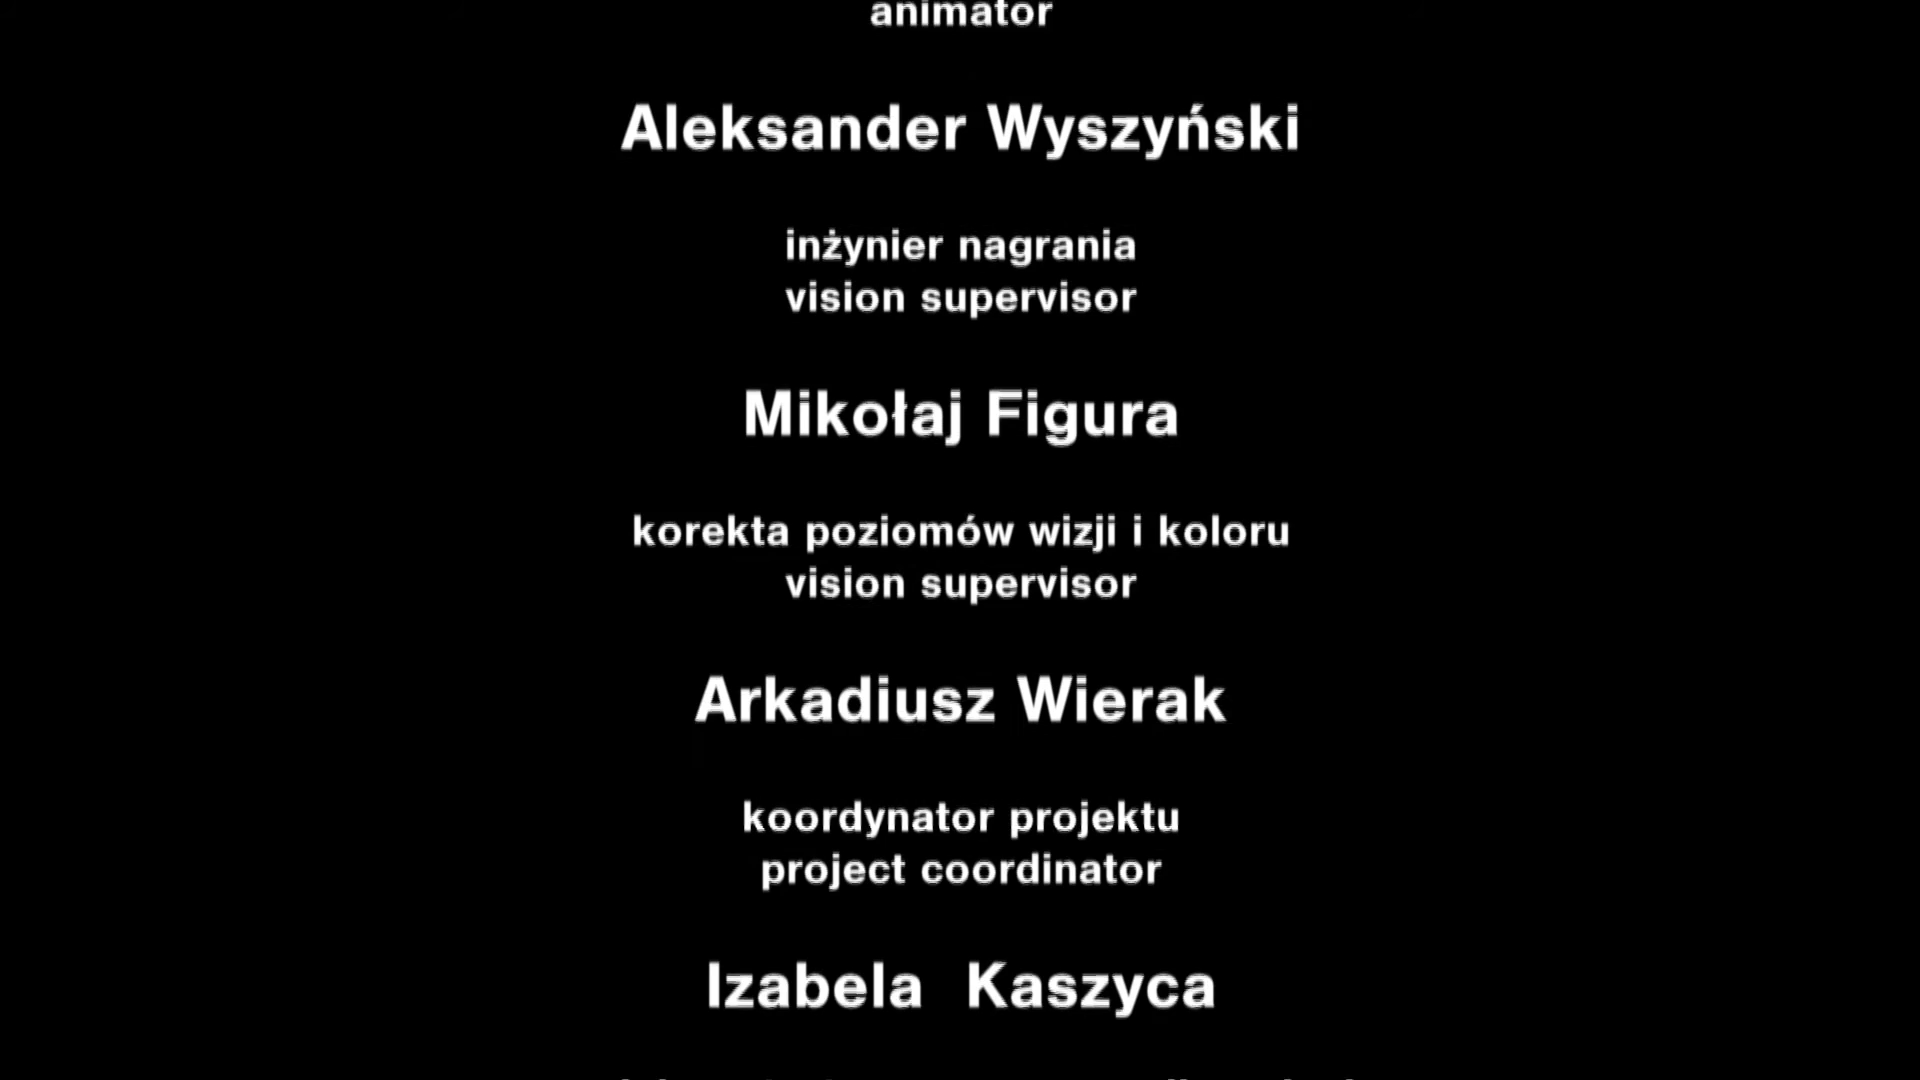 animator
Aleksander Wyszyński
inżynier nagrania
vision supervisor
Mikołaj Figura
korekta poziomów wizji i koloru
vision supervisor
Arkadiusz Wierak
koordynator projektu
project coordinator
Izabela  Kaszyca